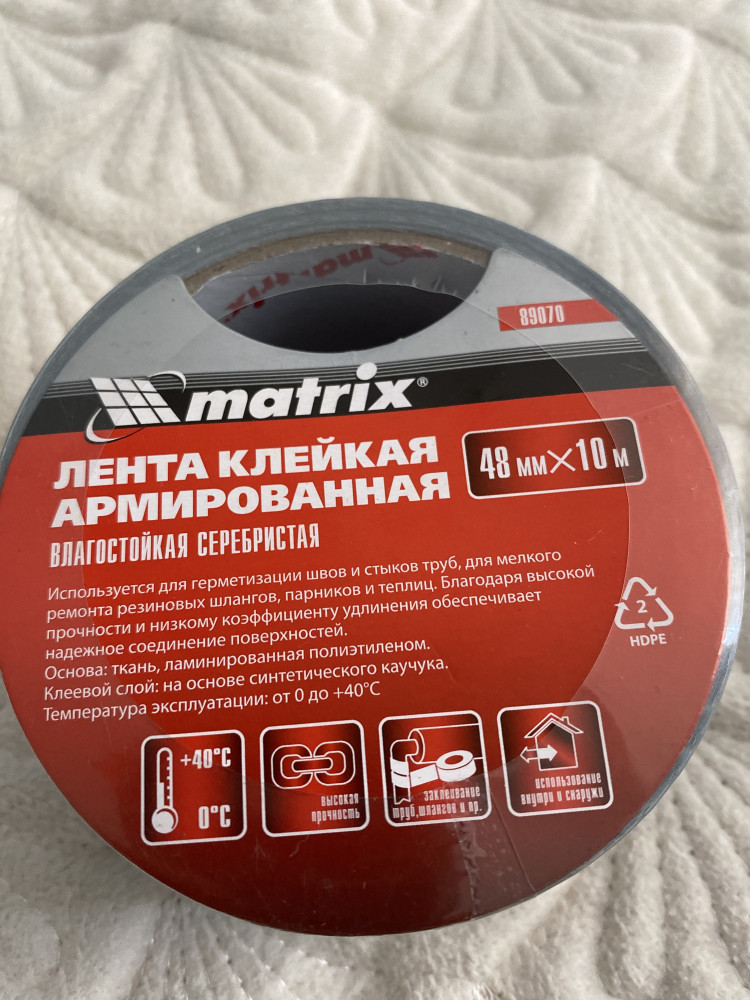 matrix
89070
matrix®
ЛЕНТА КЛЕЙКАЯ
АРМИРОВАННАЯ
48 мм×10 м
ВЛАГОСТОЙКАЯ СЕРЕБРИСТАЯ
Используется для герметизации швов и стыков труб, для мелкого
ремонта резиновых шлангов, парников и теплиц. Благодаря высокой
прочности и низкому коэффициенту удлинения обеспечивает
надежное соединение поверхностей.
Основа: ткань, ламинированная полиэтиленом.
Клеевой слой: на основе синтетического каучука.
Температура эксплуатации: от 0 до +40°С
2
HDPE
+40°С
0°С
высокая
прочность
заклеивание
труб,шлангов и пр.
использование
внутри и снаружи